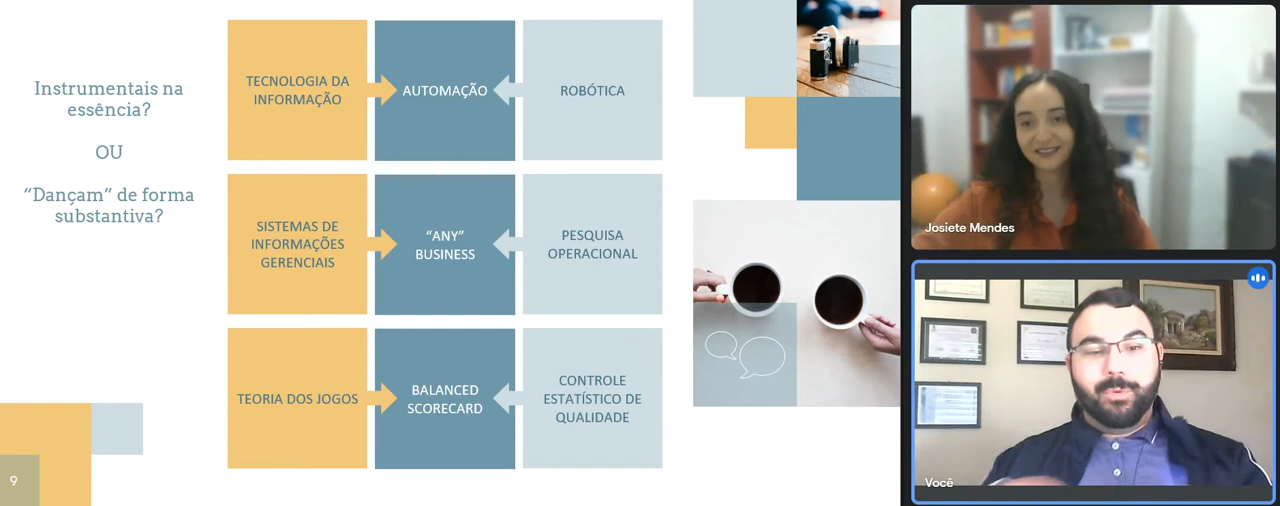 Instrumentais na
essência?
OU
“Dançam” de forma
substantiva?
TECNOLOGIA DA
INFORMAÇÃO
AUTOMAÇÃO
ROBÓTICA
SISTEMAS DE
INFORMAÇÕES
GERENCIAIS
“ANY”
BUSINESS
PESQUISA
OPERACIONAL
TEORIA DOS JOGOS
BALANCED
SCORECARD
CONTROLE
ESTATÍSTICO DE
QUALIDADE
9
Josiete Mendes
Você